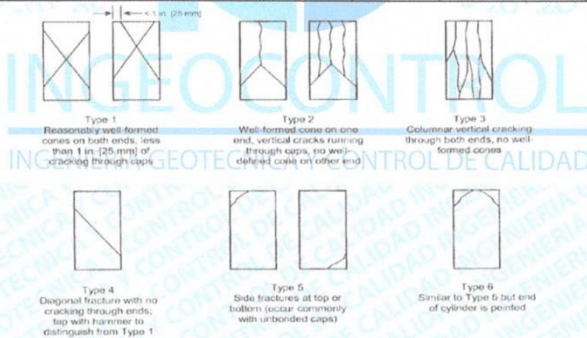 < 1 in. [25 mm]
INGEOCONTROL
Type 1
Reasonably well-formed
cones on both ends, less
than 1 in. [25 mm] of
cracking through caps
Type 2
Well-formed cone on one
end, vertical cracks running
through caps, no well-
defined cone on other end
Type 3
Columnar vertical cracking
through both ends, no well-
formed cones
INGENIERÍA GEOTECNICA Y CONTROL DE CALIDAD
Type 4
Diagonal fracture with no
cracking through ends;
tap with hammer to
distinguish from Type 1
Type 5
Side fractures at top or
bottom (occur commonly
with unbonded caps)
Type 6
Similar to Type 5 but end
of cylinder is pointed